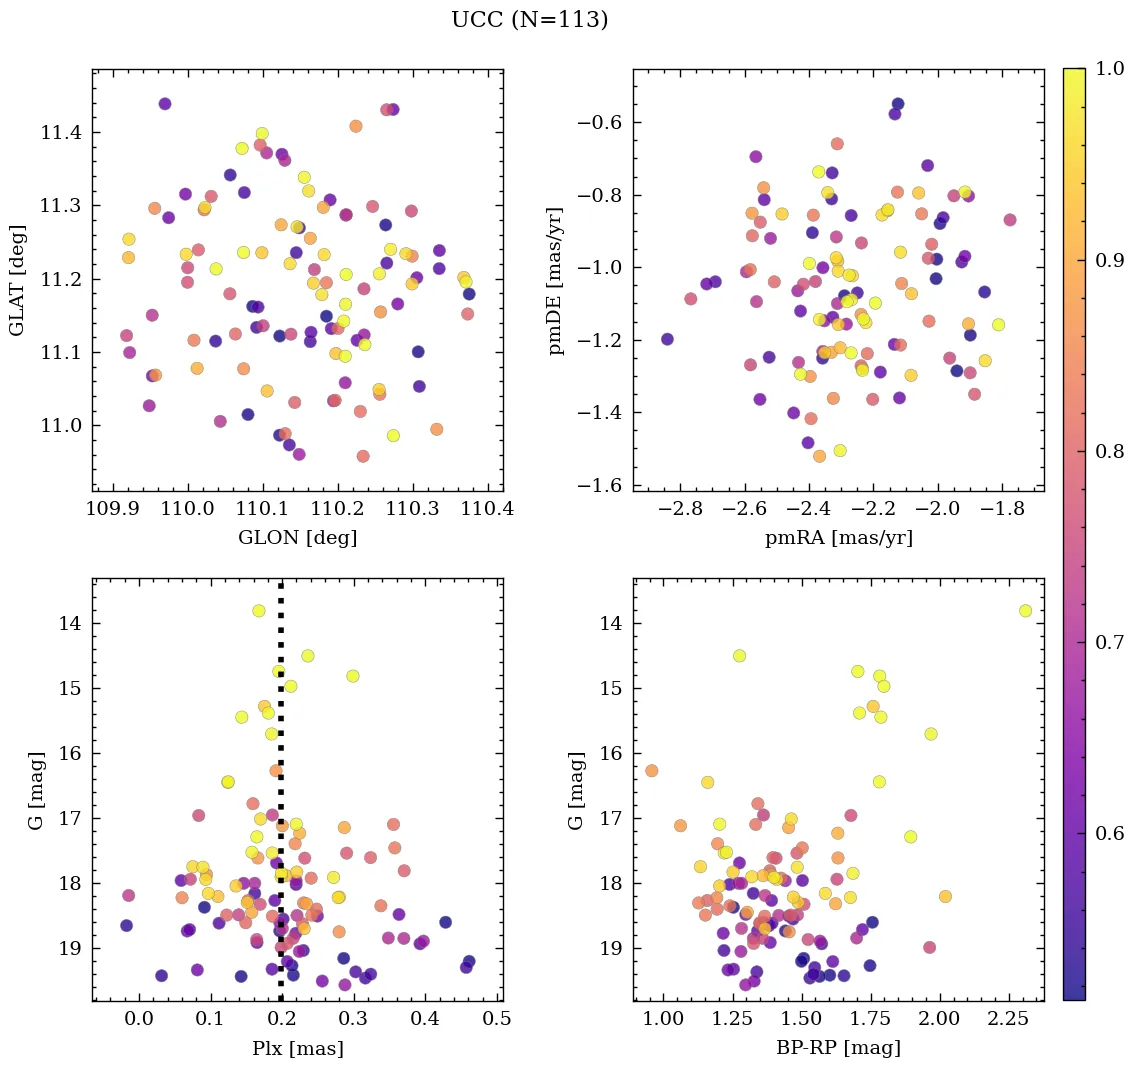 UCC (N=113)
11.4
11.3
11.2
11.1
11.0
GLAT [deg]
109.9 110.0 110.1 110.2 110.3 110.4
GLON [deg]
−0.6
−0.8
−1.0
−1.2
−1.4
−1.6
pmDE [mas/yr]
−2.8 −2.6 −2.4 −2.2 −2.0 −1.8
pmRA [mas/yr]
14
15
16
17
18
19
G [mag]
0.0 0.1 0.2 0.3 0.4 0.5
Plx [mas]
14
15
16
17
18
19
G [mag]
1.00 1.25 1.50 1.75 2.00 2.25
BP-RP [mag]
1.0
0.9
0.8
0.7
0.6